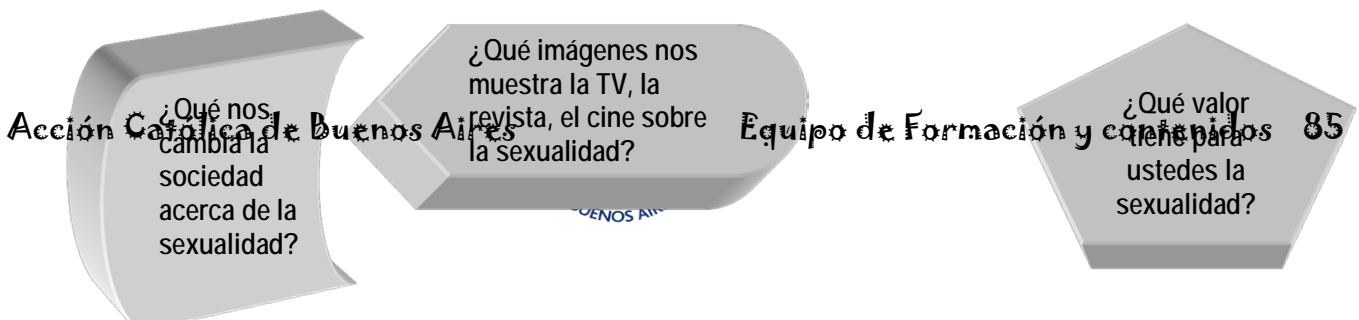 ¿Qué nos
cambia la
sociedad
acerca de la
sexualidad?
¿Qué imágenes nos
muestra la TV, la
revista, el cine sobre
la sexualidad?
¿Qué valor
tiene para
ustedes la
sexualidad?
Acción Católica de Buenos Aires
Equipo de Formación y contenidos 85